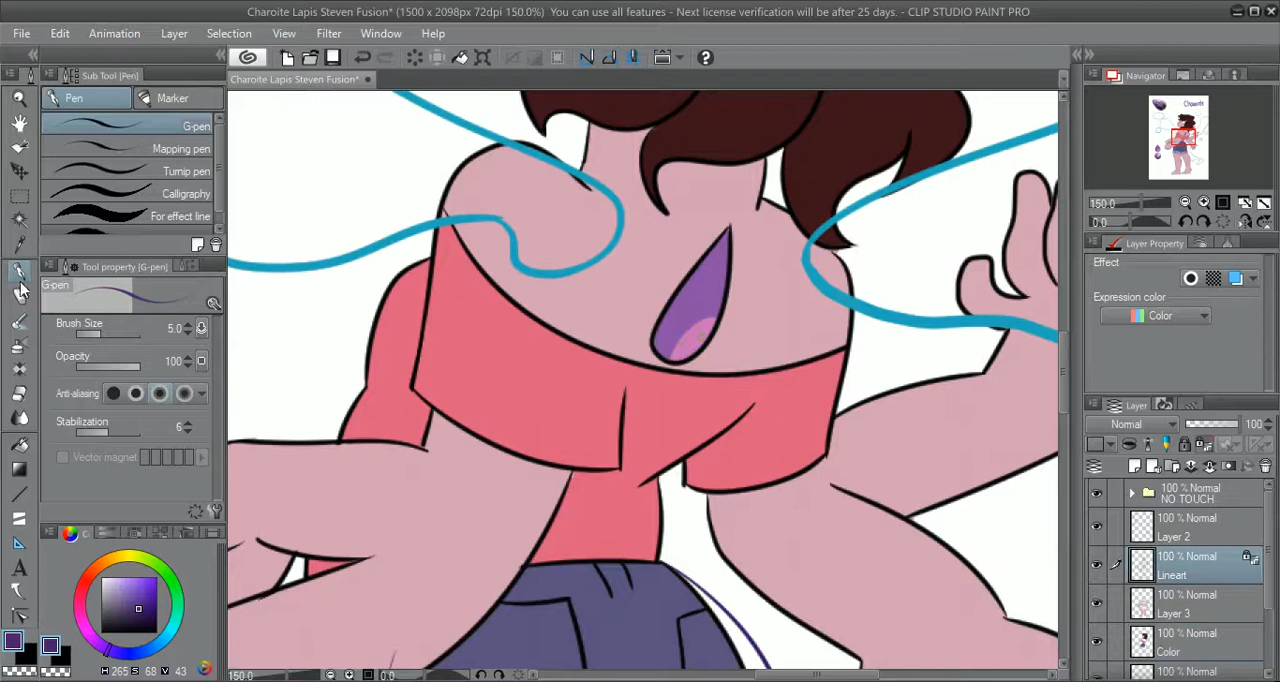 Charoite Lapis Steven Fusion* (1500 x 2098px 72dpi 150.0%)  You can use all features - Next license verification will be after 25 days. - CLIP STUDIO PAINT PRO
File Edit Animation Layer Selection View Filter Window Help
Sub Tool [Pen]
Charoite Lapis Steven Fusion*
Navigator
Pen Marker
G-pen
Mapping pen
Turnip pen
Calligraphy
For effect line
Tool property [G-pen]
G-pen
Brush Size 5.0
Opacity 100
Anti-aliasing
Stabilization 6
Vector magnet
H 265 S 68 V 43
150.0 0.0
150.0
0.0
Layer Property
Effect
Expression color
Color
Layer
Normal 100
100 % Normal
NO TOUCH
100 % Normal
Layer 2
100 % Normal
Lineart
100 % Normal
Layer 3
100 % Normal
Color
100 % Normal